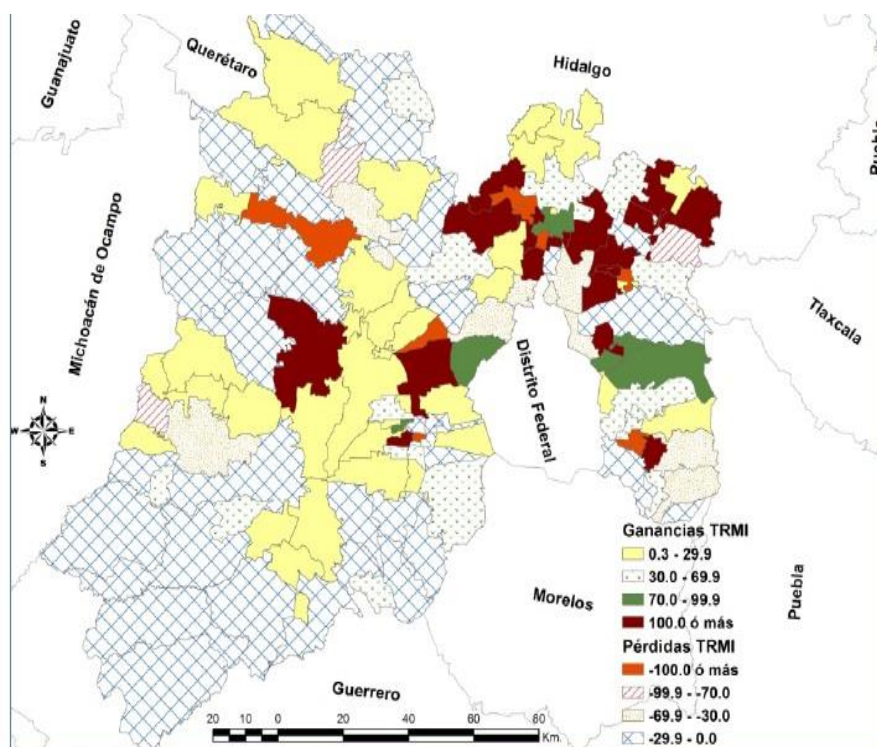 Guanajuato
Querétaro
Hidalgo
Puebla
Michoacán de Ocampo
Tlaxcala
N
W E
S
Distrito Federal
Ganancias TRMI
0.3 - 29.9
30.0 - 69.9
70.0 - 99.9
100.0 ó más
Pérdidas TRMI
-100.0 ó más
-99.9 - -70.0
-69.9 - -30.0
-29.9 - 0.0
Morelos
Puebla
Guerrero
20 10 0 20 40 60 80
Km.